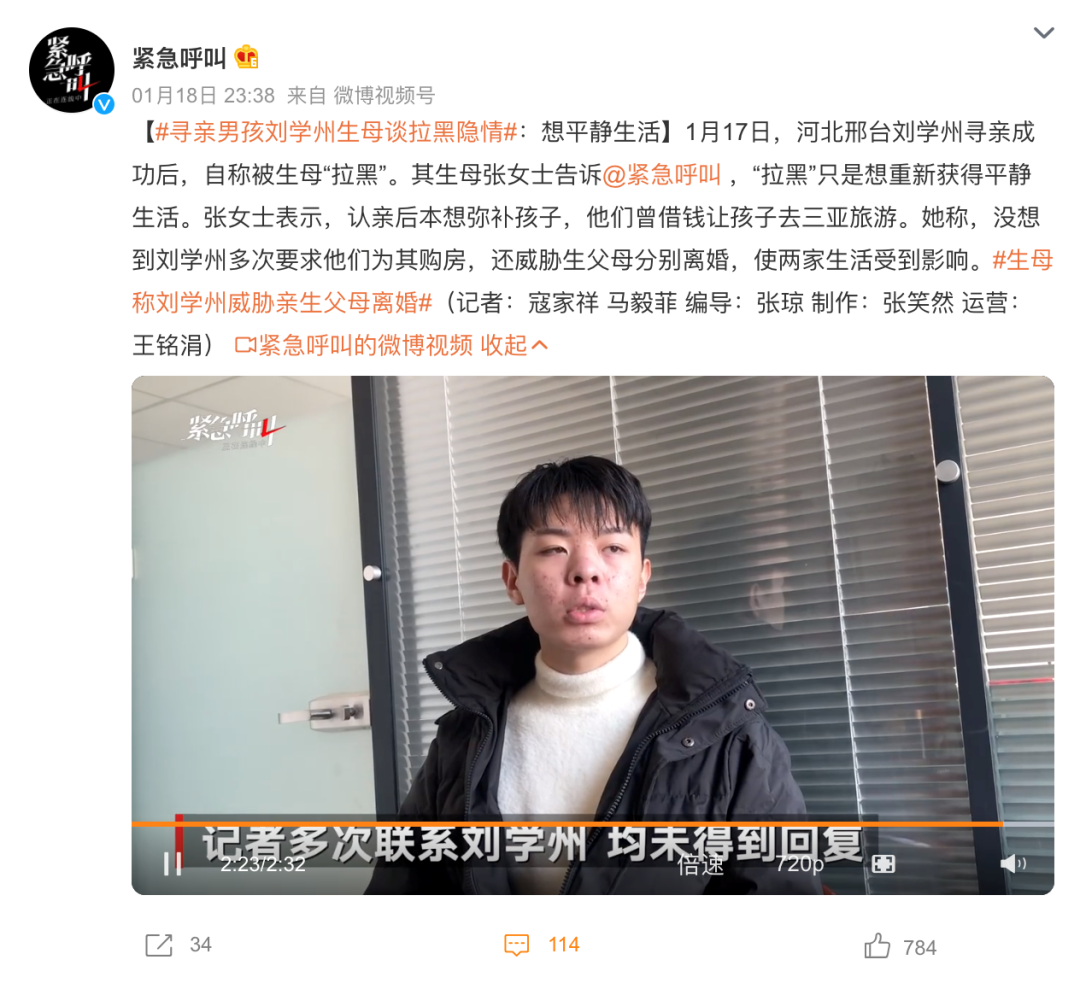 紧急呼叫
紧急呼叫
01月18日 23:38 来自 微博视频号
【#寻亲男孩刘学州生母谈拉黑隐情#：想平静生活】1月17日，河北邢台刘学州寻亲成
功后，自称被生母“拉黑”。其生母张女士告诉@紧急呼叫 ，“拉黑”只是想重新获得平静
生活。张女士表示，认亲后本想弥补孩子，他们曾借钱让孩子去三亚旅游。她称，没想
到刘学州多次要求他们为其购房，还威胁生父母分别离婚，使两家生活受到影响。#生母
称刘学州威胁亲生父母离婚#（记者：寇家祥 马毅菲 编导：张琼 制作：张笑然 运营：
王铭涓） 紧急呼叫的微博视频 收起
紧急呼叫
记者多次联系刘学州 均未得到回复
2:23/2:32 倍速 720p
34 114 784